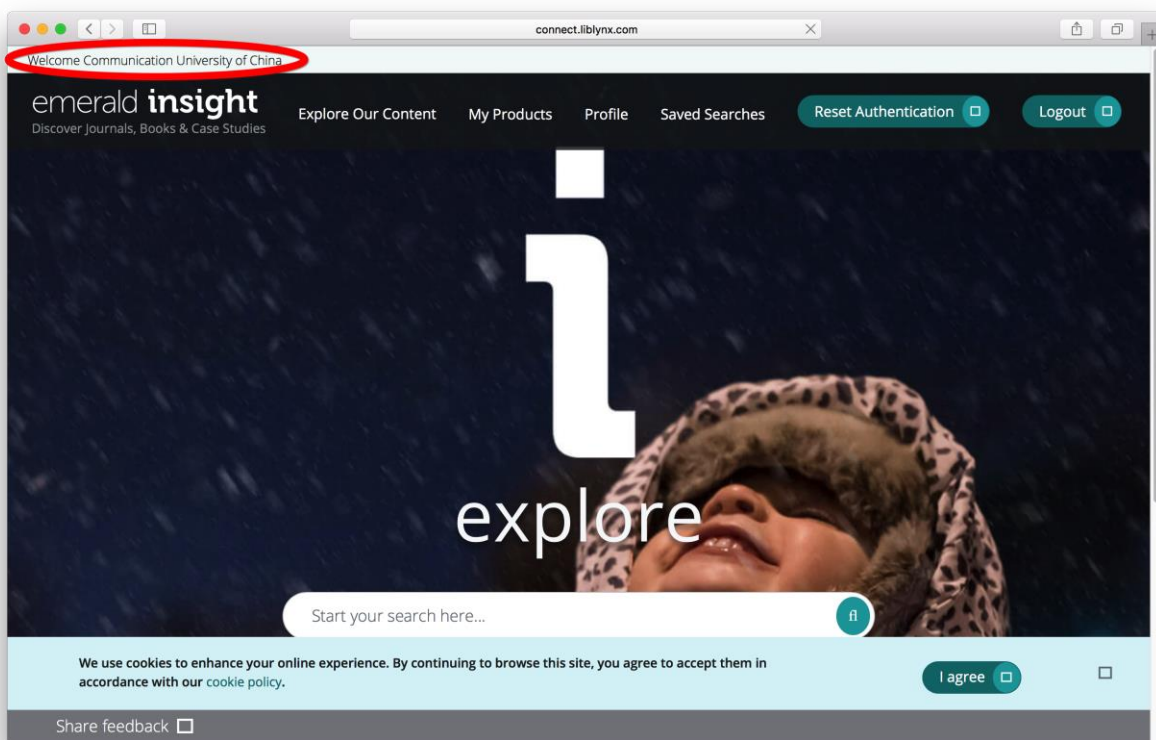 connect.liblynx.com
Welcome Communication University of China
emerald insight
Discover Journals, Books & Case Studies
Explore Our Content
My Products
Profile
Saved Searches
Reset Authentication
Logout
i
explore
Start your search here...
We use cookies to enhance your online experience. By continuing to browse this site, you agree to accept them in
accordance with our cookie policy.
I agree
Share feedback